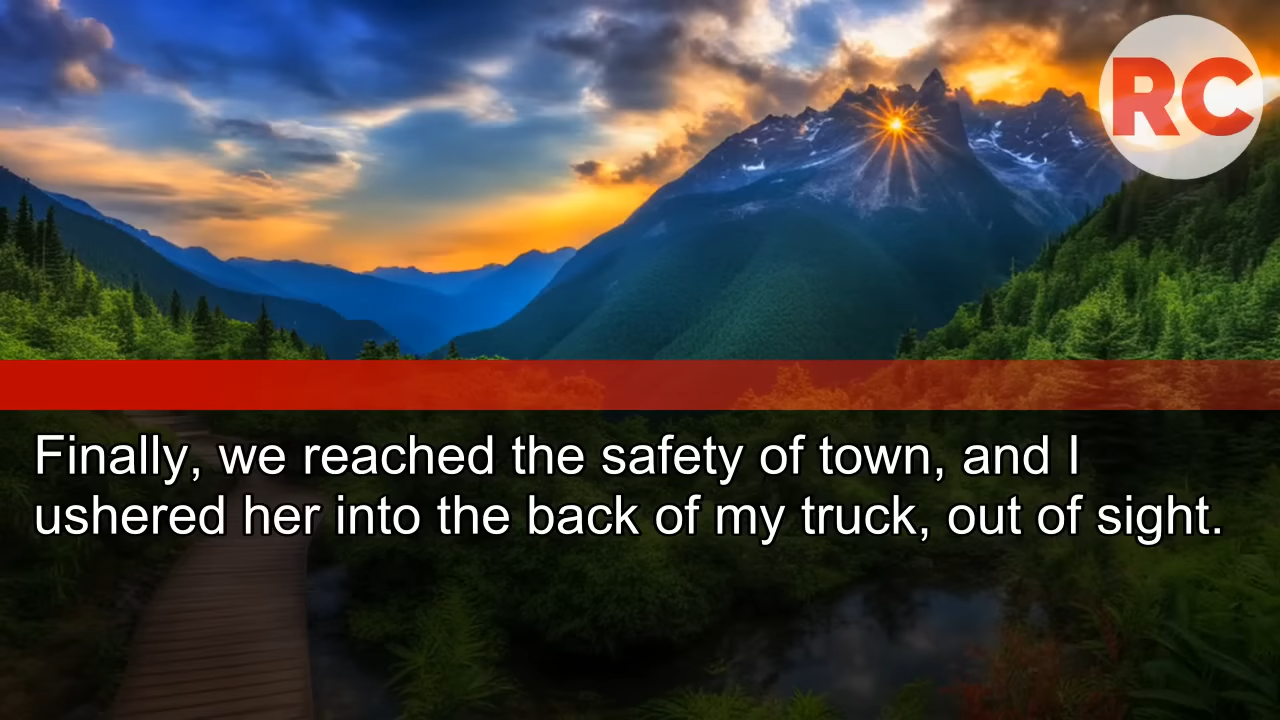 RC
Finally, we reached the safety of town, and I
ushered her into the back of my truck, out of sight.